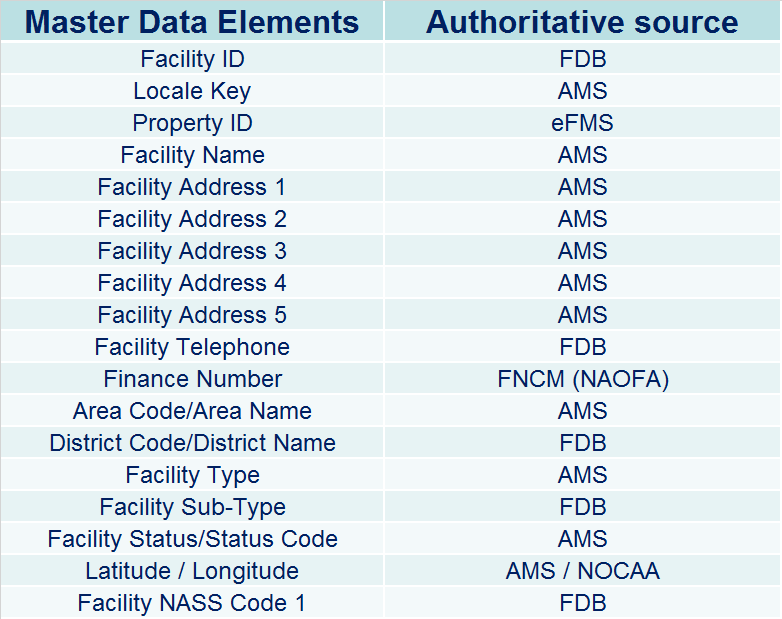 Master Data Elements Authoritative source
Facility ID FDB
Locale Key AMS
Property ID eFMS
Facility Name AMS
Facility Address 1 AMS
Facility Address 2 AMS
Facility Address 3 AMS
Facility Address 4 AMS
Facility Address 5 AMS
Facility Telephone FDB
Finance Number FNCM (NAOFA)
Area Code/Area Name AMS
District Code/District Name FDB
Facility Type AMS
Facility Sub-Type FDB
Facility Status/Status Code AMS
Latitude / Longitude AMS / NOCAA
Facility NASS Code 1 FDB